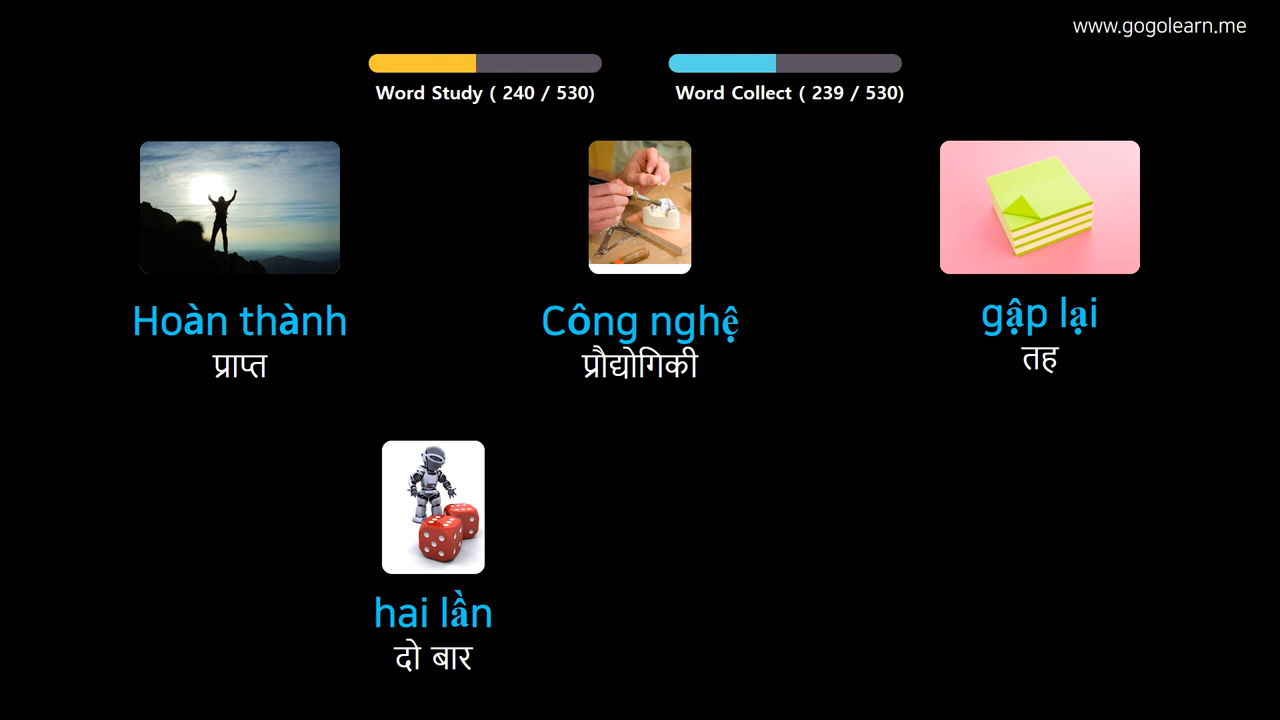 www.gogolearn.me
Word Study ( 240 / 530)
Word Collect ( 239 / 530)
Hoàn thành
प्राप्त
Công nghệ
प्रौद्योगिकी
gập lại
तह
hai lần
दो बार